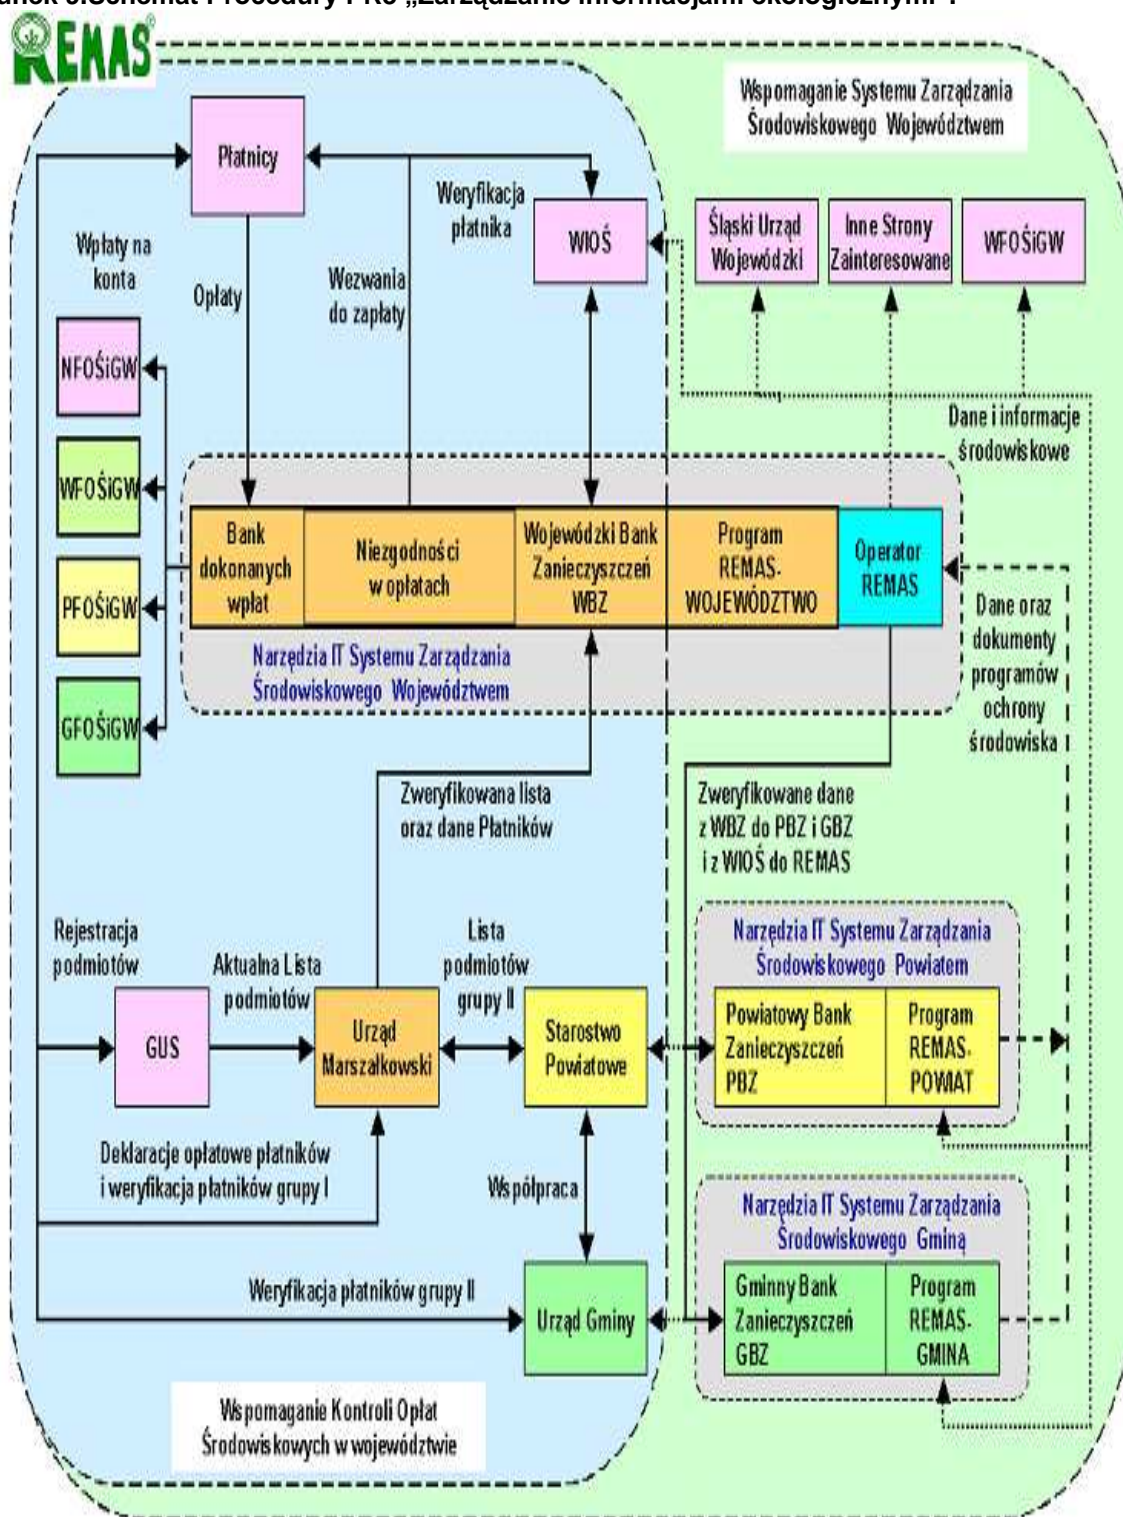 REMAS
Wspomaganie Systemu Zarządzania
Środowiskowego Województwem
Płatnicy
Weryfikacja
płatnika
WIOŚ
Śląski Urząd
Wojewódzki
Inne Strony
Zainteresowane
WFOŚiGW
Wpłaty na
konta
Opłaty
Wezwania
do zapłaty
NFOŚiGW
WFOŚiGW
PFOŚiGW
GFOŚiGW
Dane i informacje
środowiskowe
Bank
dokonanych
wpłat
Niezgodności
w opłatach
Wojewódzki Bank
Zanieczyszczeń
WBZ
Program
REMAS-
WOJEWÓDZTWO
Operator
REMAS
Narzędzia IT Systemu Zarządzania
Środowiskowego Województwem
Dane oraz
dokumenty
programów
ochrony
środowiska
Zweryfikowana lista
oraz dane Płatników
Zweryfikowane dane
z WBZ do PBZ i GBZ
i z WIOŚ do REMAS
Rejestracja
podmiotów
Aktualna Lista
podmiotów
Lista
podmiotów
grupy II
GUS
Urząd
Marszałkowski
Starostwo
Powiatowe
Narzędzia IT Systemu Zarządzania
Środowiskowego Powiatem
Powiatowy Bank
Zanieczyszczeń
PBZ
Program
REMAS-
POWIAT
Deklaracje opłatowe płatników
i weryfikacja płatników grupy I
Współpraca
Narzędzia IT Systemu Zarządzania
Środowiskowego Gminą
Weryfikacja płatników grupy II
Urząd Gminy
Gminny Bank
Zanieczyszczeń
GBZ
Program
REMAS-
GMINA
Wspomaganie Kontroli Opłat
Środowiskowych w województwie